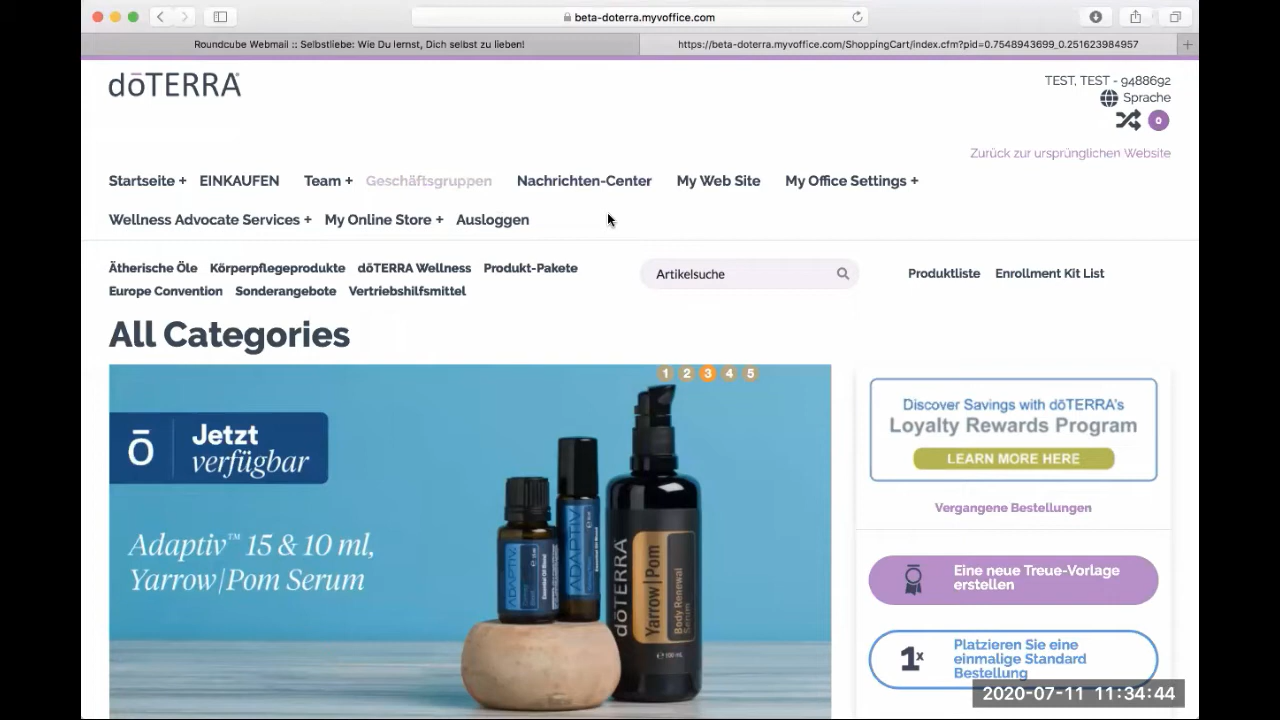 beta-doterra.myvoffice.com
Roundcube Webmail :: Selbstliebe: Wie Du lernst, Dich selbst zu lieben!
https://beta-doterra.myvoffice.com/ShoppingCart/index.cfm?pid=0.7548943699_0.251623984957
dōTERRA
TEST, TEST - 9488692
Sprache
0
Zurück zur ursprünglichen Website
Startseite + EINKAUFEN Team + Geschäftsgruppen Nachrichten-Center My Web Site My Office Settings +
Wellness Advocate Services + My Online Store + Ausloggen
Ätherische Öle Körperpflegeprodukte dōTERRA Wellness Produkt-Pakete
Europe Convention Sonderangebote Vertriebshilfsmittel
Artikelsuche
Produktliste Enrollment Kit List
All Categories
1 2 3 4 5
ō Jetzt
verfügbar
Adaptiv™ 15 & 10 ml,
Yarrow|Pom Serum
ADAPTIV
ADAPTIV
dōTERRA
Yarrow|Pom
Body Renewal
Serum
Discover Savings with dōTERRA's
Loyalty Rewards Program
LEARN MORE HERE
Vergangene Bestellungen
Eine neue Treue-Vorlage
erstellen
1x
Platzieren Sie eine
einmalige Standard
Bestellung
2020-07-11 11:34:44